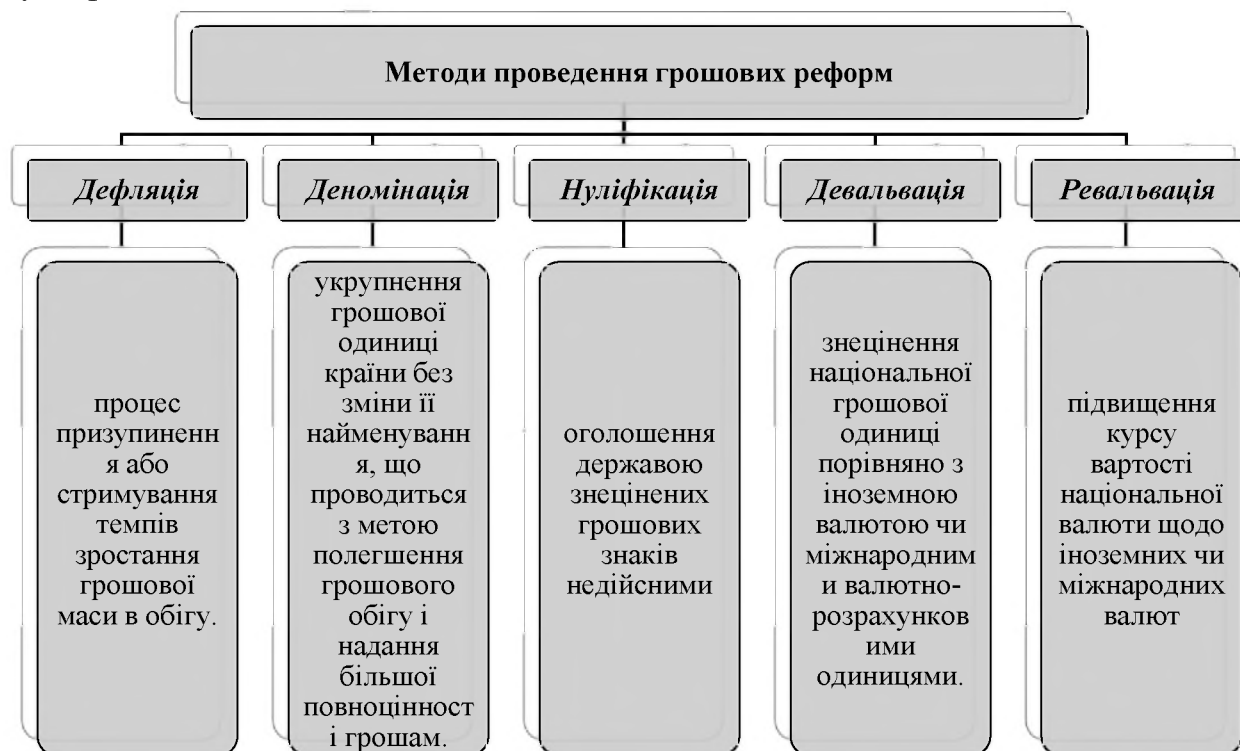 Методи проведення грошових реформ
Дефляція
Деномінація
Нуліфікація
Девальвація
Ревальвація
процес
призупиненн
я або
стримування
темпів
зростання
грошової
маси в обігу.
укрупнення
грошової
одиниці
країни без
зміни її
найменуванн
я, що
проводиться
з метою
полегшення
грошового
обігу і
надання
більшої
повноцінност
і грошам.
оголошення
державою
знецінених
грошових
знаків
недійсними
знецінення
національної
грошової
одиниці
порівняно з
іноземною
валютою чи
міжнародним
и валютно-
розрахунков
ими
одиницями.
підвищення
курсу
вартості
національної
валюти щодо
іноземних чи
міжнародних
валют